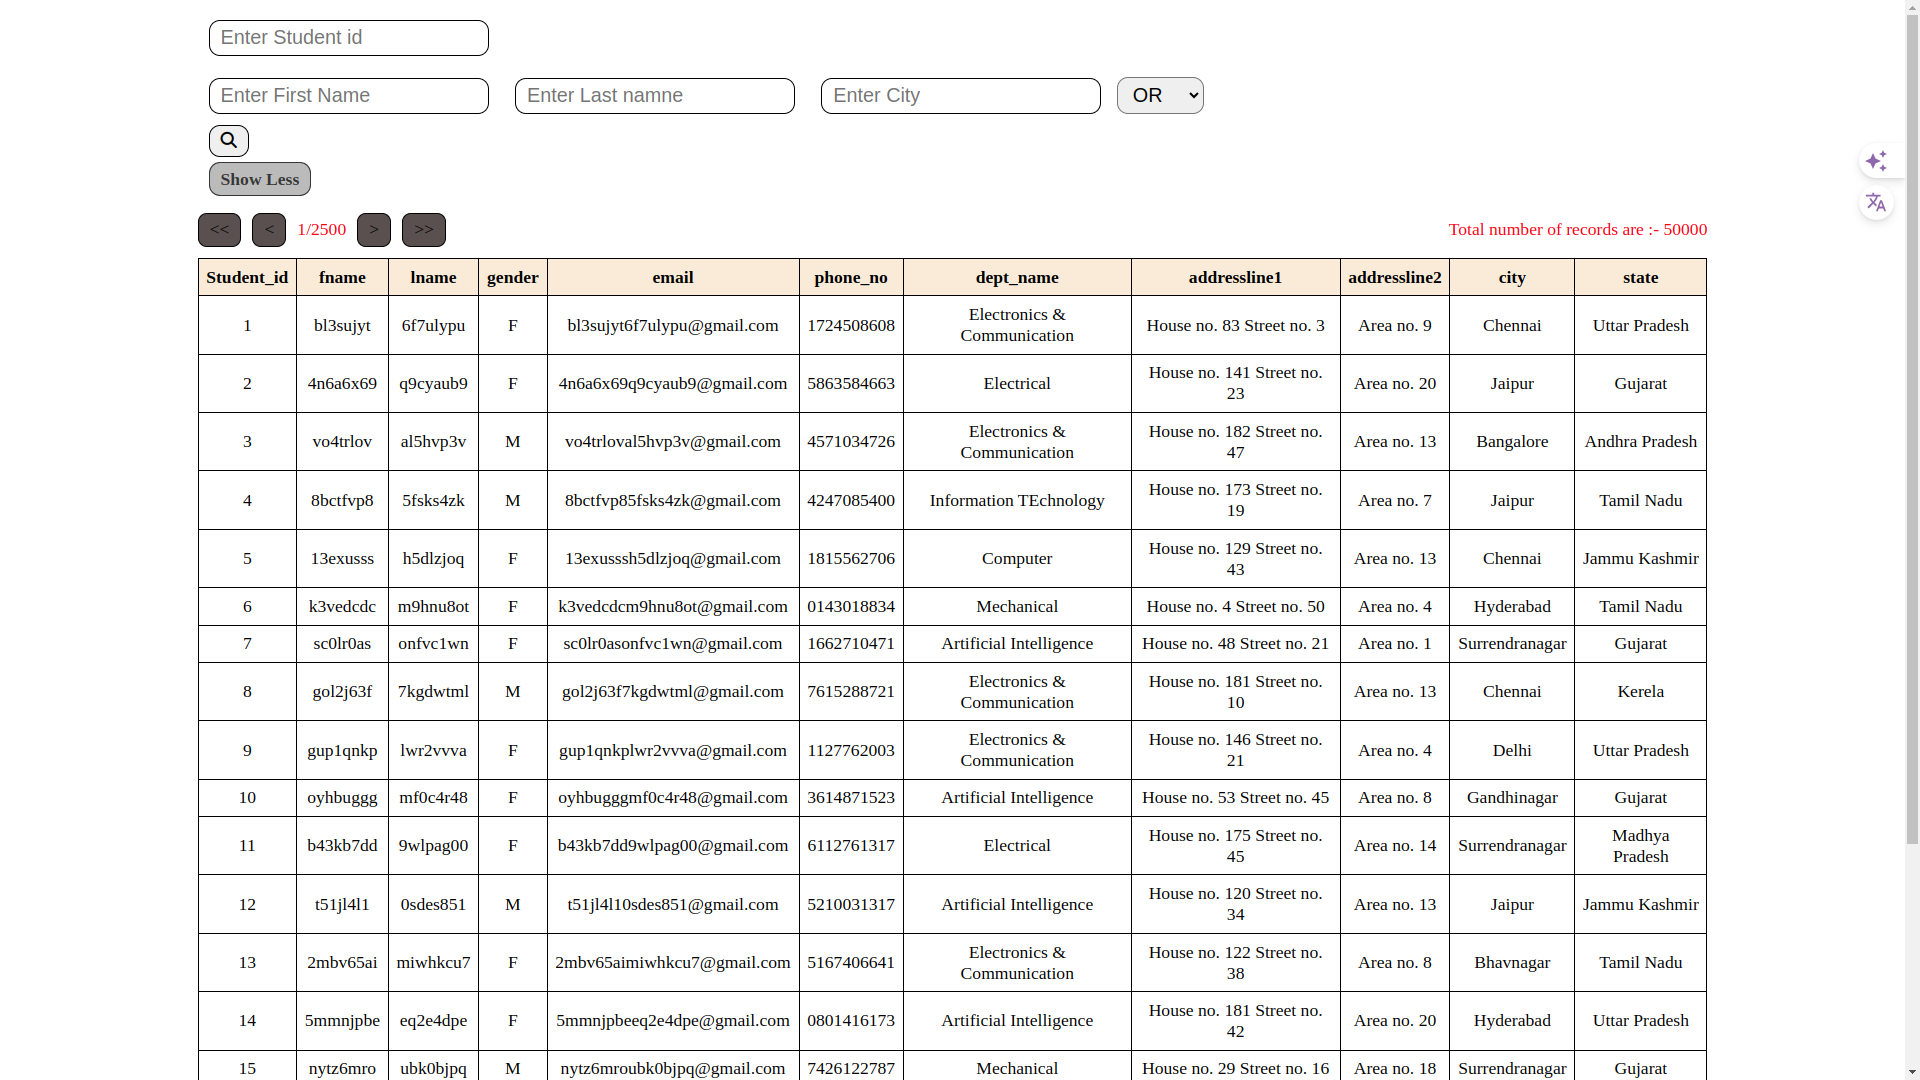 Enter Student id
Enter First Name Enter Last namne Enter City OR
Show Less
<< < 1/2500 > >> Total number of records are :- 50000
Student_id fname lname gender email phone_no dept_name addressline1 addressline2 city state
1 bl3sujyt 6f7ulypu F bl3sujyt6f7ulypu@gmail.com 1724508608 Electronics & Communication House no. 83 Street no. 3 Area no. 9 Chennai Uttar Pradesh
2 4n6a6x69 q9cyaub9 F 4n6a6x69q9cyaub9@gmail.com 5863584663 Electrical House no. 141 Street no. 23 Area no. 20 Jaipur Gujarat
3 vo4trlov al5hvp3v M vo4trloval5hvp3v@gmail.com 4571034726 Electronics & Communication House no. 182 Street no. 47 Area no. 13 Bangalore Andhra Pradesh
4 8bctfvp8 5fsks4zk M 8bctfvp85fsks4zk@gmail.com 4247085400 Information TEchnology House no. 173 Street no. 19 Area no. 7 Jaipur Tamil Nadu
5 13exusss h5dlzjoq F 13exusssh5dlzjoq@gmail.com 1815562706 Computer House no. 129 Street no. 43 Area no. 13 Chennai Jammu Kashmir
6 k3vedcdc m9hnu8ot F k3vedcdcm9hnu8ot@gmail.com 0143018834 Mechanical House no. 4 Street no. 50 Area no. 4 Hyderabad Tamil Nadu
7 sc0lr0as onfvc1wn F sc0lr0asonfvc1wn@gmail.com 1662710471 Artificial Intelligence House no. 48 Street no. 21 Area no. 1 Surrendranagar Gujarat
8 gol2j63f 7kgdwtml M gol2j63f7kgdwtml@gmail.com 7615288721 Electronics & Communication House no. 181 Street no. 10 Area no. 13 Chennai Kerela
9 gup1qnkp lwr2vvva F gup1qnkplwr2vvva@gmail.com 1127762003 Electronics & Communication House no. 146 Street no. 21 Area no. 4 Delhi Uttar Pradesh
10 oyhbuggg mf0c4r48 F oyhbugggmf0c4r48@gmail.com 3614871523 Artificial Intelligence House no. 53 Street no. 45 Area no. 8 Gandhinagar Gujarat
11 b43kb7dd 9wlpag00 F b43kb7dd9wlpag00@gmail.com 6112761317 Electrical House no. 175 Street no. 45 Area no. 14 Surrendranagar Madhya Pradesh
12 t51jl4l1 0sdes851 M t51jl4l10sdes851@gmail.com 5210031317 Artificial Intelligence House no. 120 Street no. 34 Area no. 13 Jaipur Jammu Kashmir
13 2mbv65ai miwhkcu7 F 2mbv65aimiwhkcu7@gmail.com 5167406641 Electronics & Communication House no. 122 Street no. 38 Area no. 8 Bhavnagar Tamil Nadu
14 5mmnjpbe eq2e4dpe F 5mmnjpbeeq2e4dpe@gmail.com 0801416173 Artificial Intelligence House no. 181 Street no. 42 Area no. 20 Hyderabad Uttar Pradesh
15 nytz6mro ubk0bjpq M nytz6mroubk0bjpq@gmail.com 7426122787 Mechanical House no. 29 Street no. 16 Area no. 18 Surrendranagar Gujarat